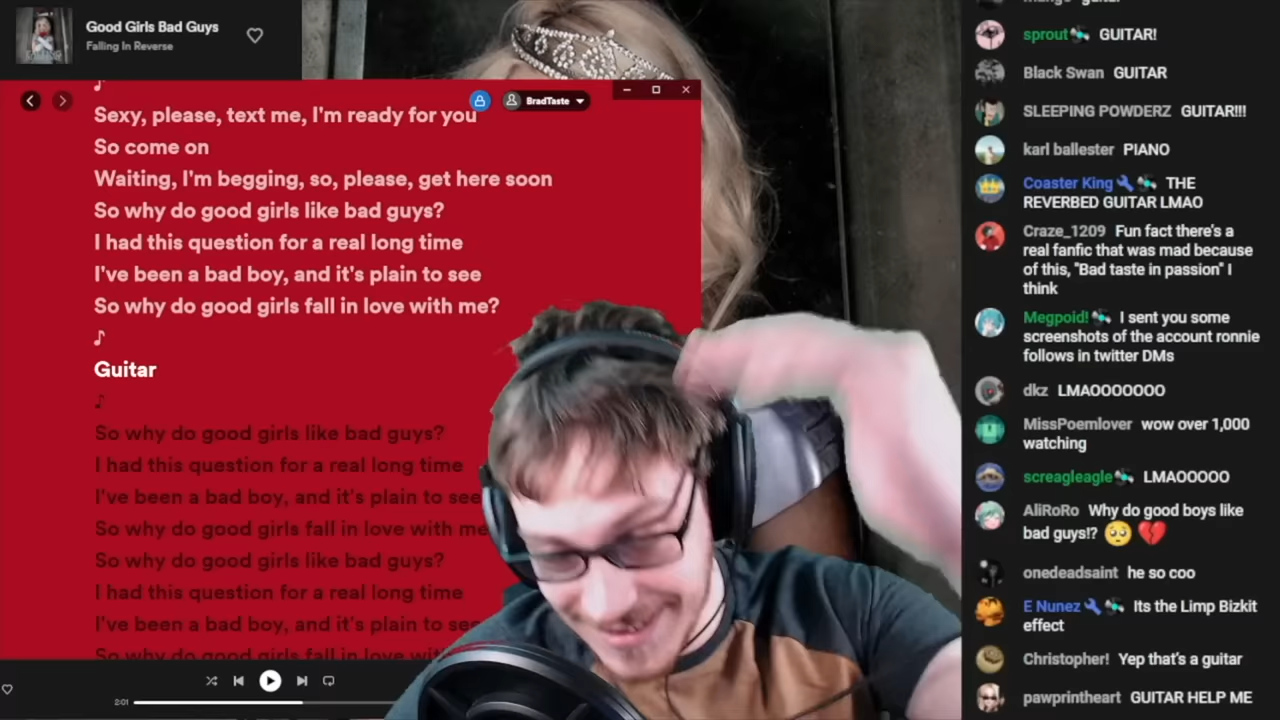 Good Girls Bad Guys
Falling In Reverse
BradTaste
Sexy, please, text me, I'm ready for you
So come on
Waiting, I'm begging, so, please, get here soon
So why do good girls like bad guys?
I had this question for a real long time
I've been a bad boy, and it's plain to see
So why do good girls fall in love with me?
Guitar
So why do good girls like bad guys?
I had this question for a real long time
I've been a bad boy, and it's plain to see
So why do good girls fall in love with me
So why do good girls like bad guys?
I had this question for a real long time
I've been a bad boy, and it's plain to see
So why do good girls fall in love
2:01
sprout GUITAR!
Black Swan GUITAR
SLEEPING POWDERZ GUITAR!!!
karl ballester PIANO
Coaster King THE
REVERBED GUITAR LMAO
Craze_1209 Fun fact there's a
real fanfic that was mad because
of this, "Bad taste in passion" I
think
Megpoid! I sent you some
screenshots of the account ronnie
follows in twitter DMs
dkz LMAOOOOOOO
MissPoemlover wow over 1,000
watching
screagleagle LMAOOOOO
AliRoRo Why do good boys like
bad guys!? 🥺 💔
onedeadsaint he so coo
E Nunez Its the Limp Bizkit
effect
Christopher! Yep that's a guitar
pawprintheart GUITAR HELP ME